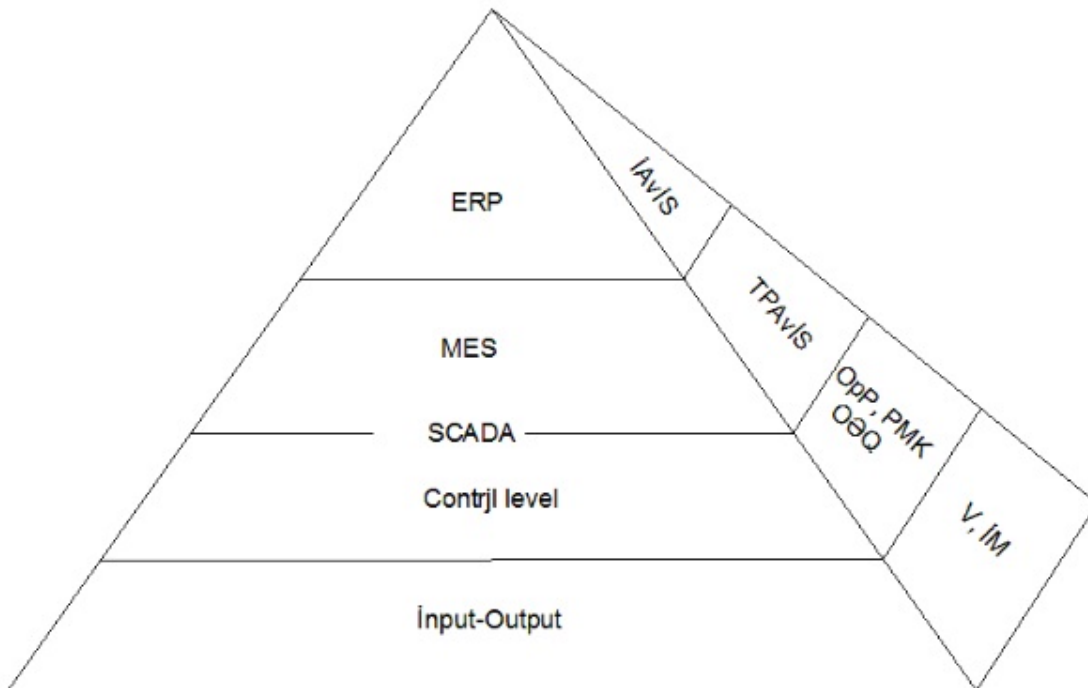 ERP
İAvİS
MES
TPAvİS
SCADA
OpP, PMK
OƏQ
Contrjl level
V, İM
İnput-Output